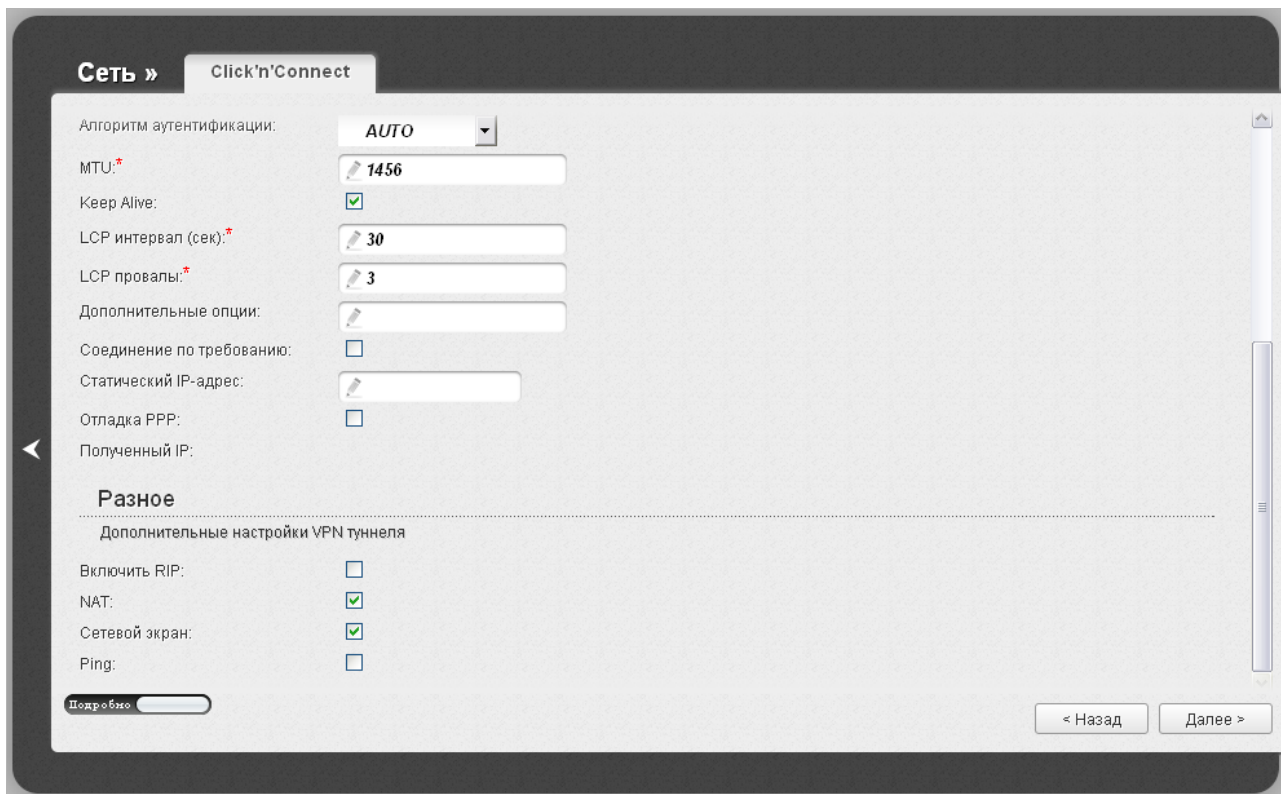 Сеть »
Click'n'Connect
Алгоритм аутентификации: AUTO
MTU:* 1456
Keep Alive:
LCP интервал (сек):* 30
LCP провалы:* 3
Дополнительные опции:
Соединение по требованию:
Статический IP-адрес:
Отладка PPP:
Полученный IP:
Разное
Дополнительные настройки VPN туннеля
Включить RIP:
NAT:
Сетевой экран:
Ping:
Подробно
< Назад
Далее >